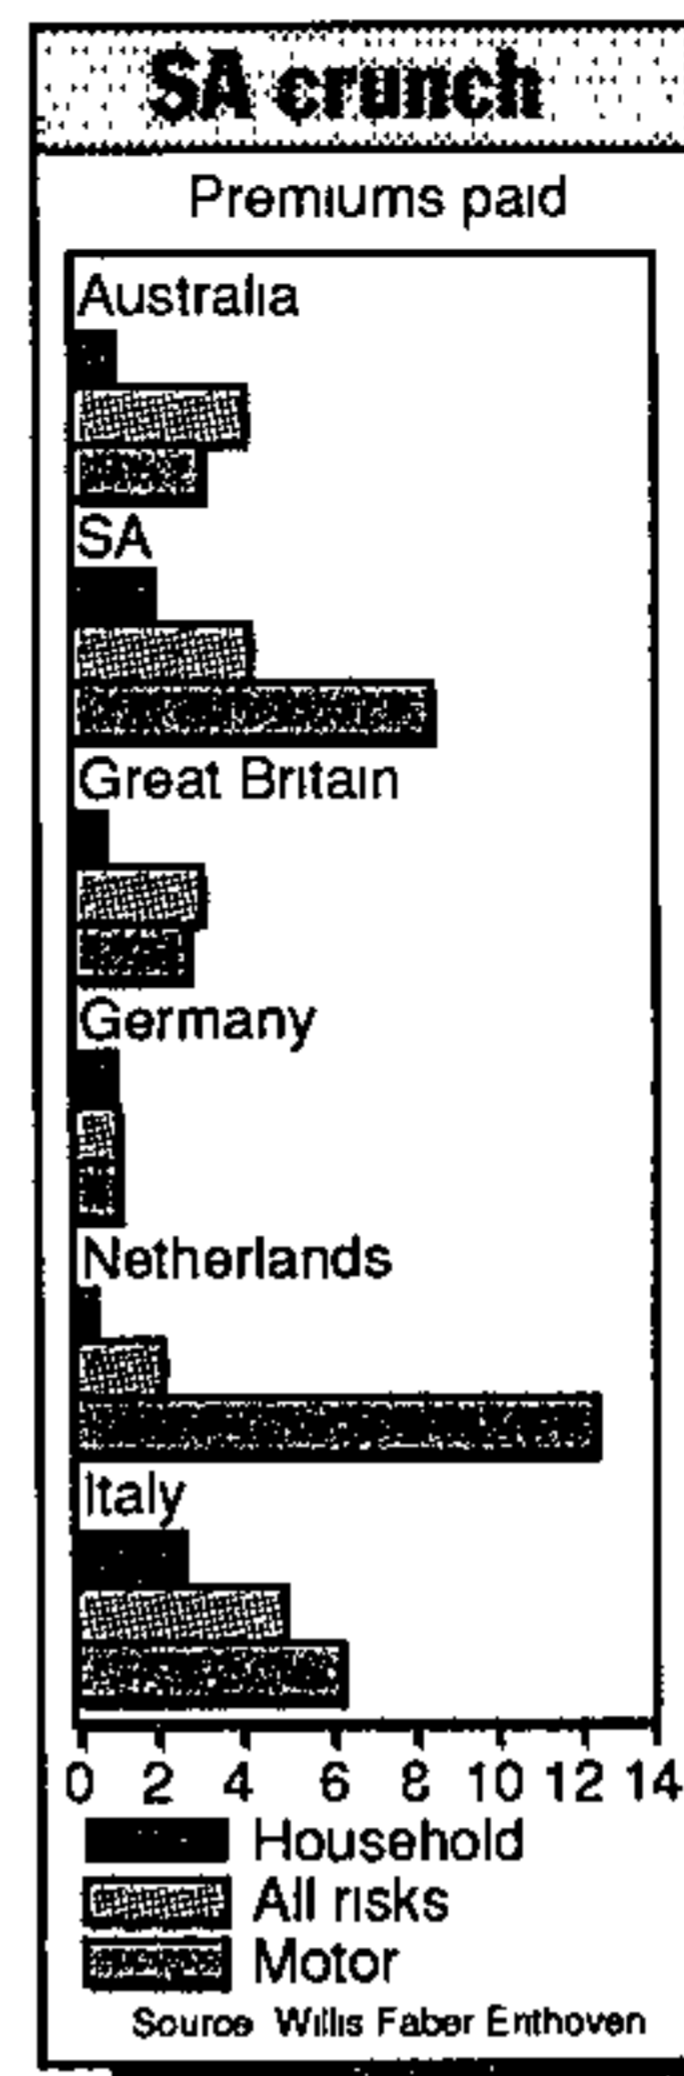 SA crunch
Premiums paid
Australia
SA
Great Britain
Germany
Netherlands
Italy
0 2 4 6 8 10 12 14
Household
All risks
Motor
Source Willis Faber Enthoven